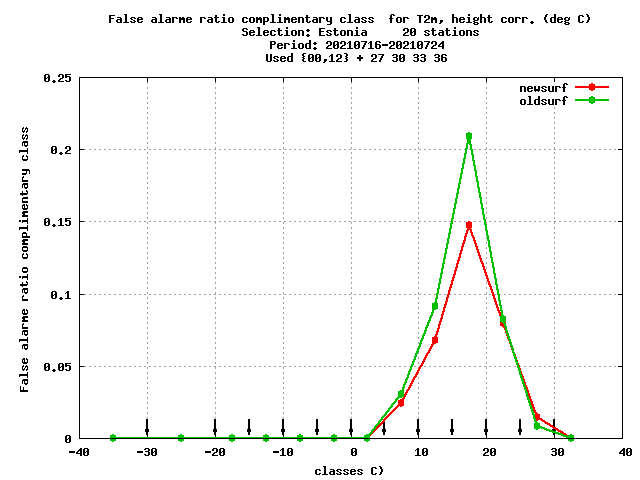 False alarme ratio complimentary class  for T2m, height corr. (deg C)
Selection: Estonia     20 stations
Period: 20210716-20210724
Used {00,12} + 27 30 33 36
newsurf
oldsurf
False alarme ratio complimentary class
0.25
0.2
0.15
0.1
0.05
0
-40 -30 -20 -10 0 10 20 30 40
classes C)